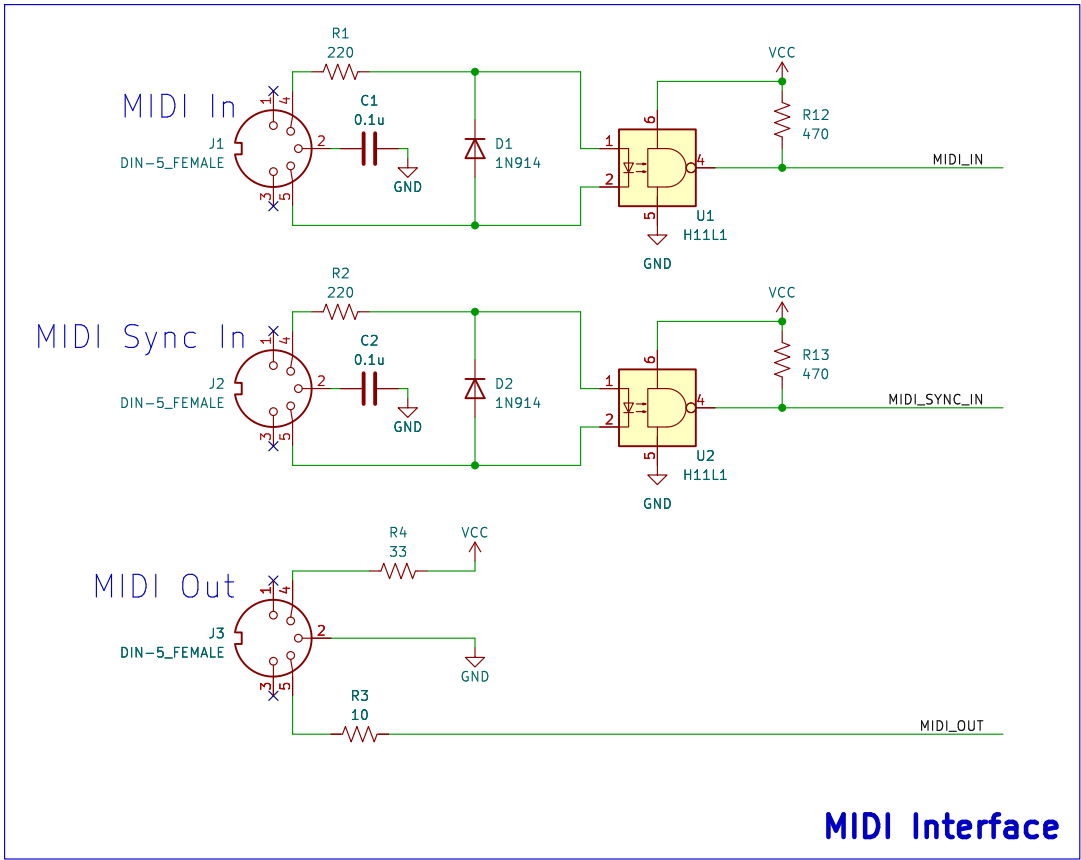 R1
220
VCC
MIDI In
1
4
C1
0.1u
J1
DIN-5_FEMALE
2
GND
3
5
D1
1N914
6
1
2
4
5
U1
H11L1
GND
R12
470
MIDI_IN
R2
220
VCC
MIDI Sync In
1
4
C2
0.1u
J2
DIN-5_FEMALE
2
GND
3
5
D2
1N914
6
1
2
4
5
U2
H11L1
GND
R13
470
MIDI_SYNC_IN
R4
33
VCC
MIDI Out
1
4
J3
DIN-5_FEMALE
2
GND
3
5
R3
10
MIDI_OUT
MIDI Interface